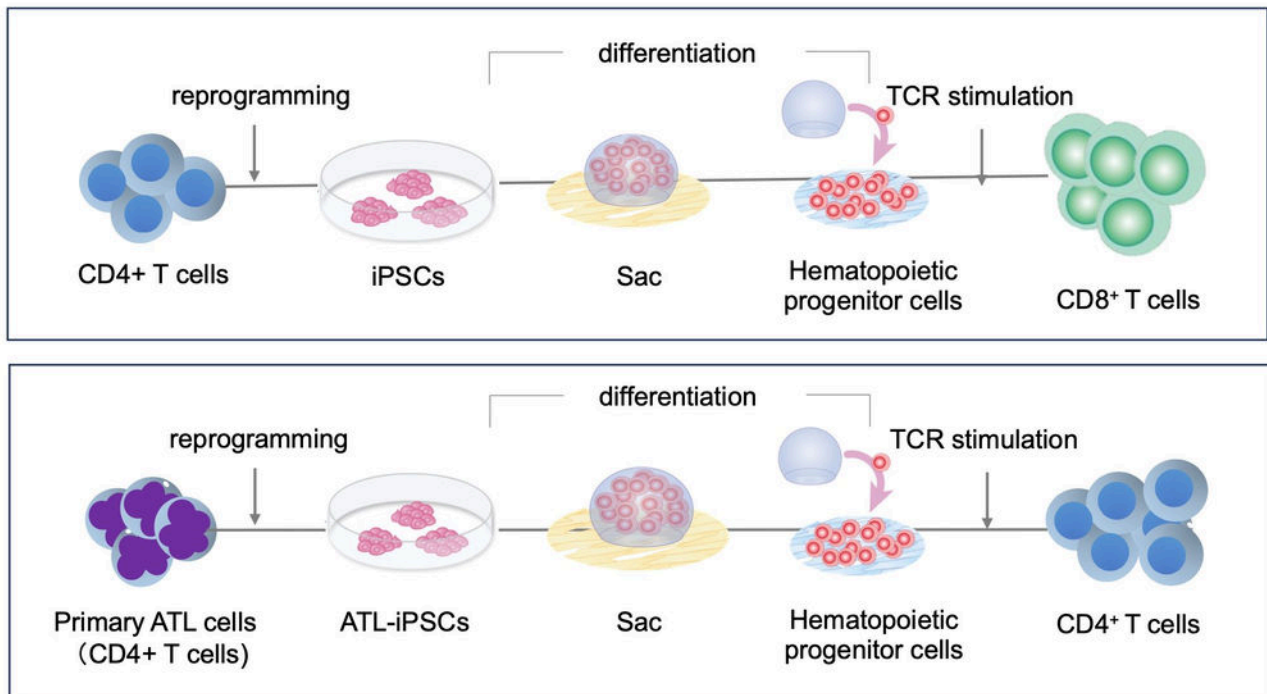 differentiation
reprogramming
TCR stimulation
CD4+ T cells
iPSCs
Sac
Hematopoietic
progenitor cells
CD8⁺ T cells
differentiation
reprogramming
TCR stimulation
Primary ATL cells
（CD4+ T cells）
ATL-iPSCs
Sac
Hematopoietic
progenitor cells
CD4⁺ T cells